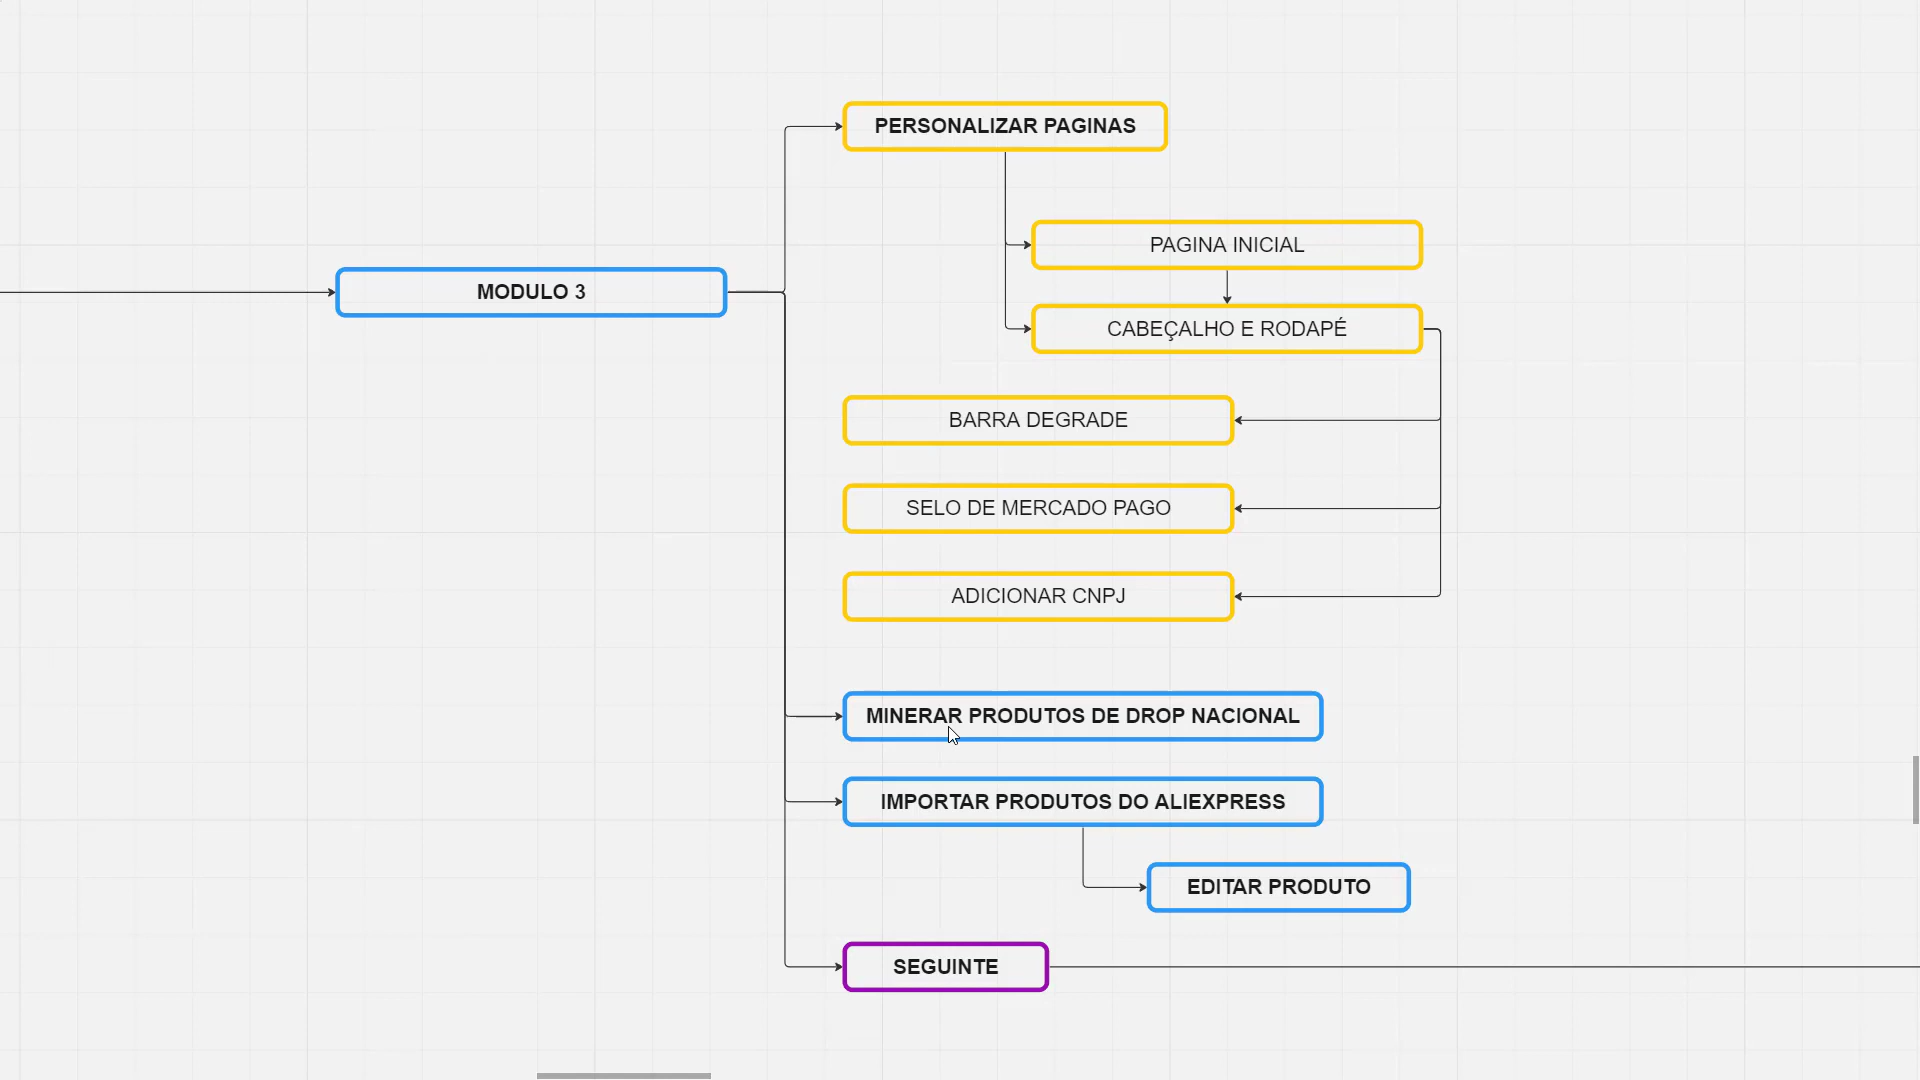 PERSONALIZAR PAGINAS
PAGINA INICIAL
MODULO 3
CABEÇALHO E RODAPÉ
BARRA DEGRADE
SELO DE MERCADO PAGO
ADICIONAR CNPJ
MINERAR PRODUTOS DE DROP NACIONAL
IMPORTAR PRODUTOS DO ALIEXPRESS
EDITAR PRODUTO
SEGUINTE